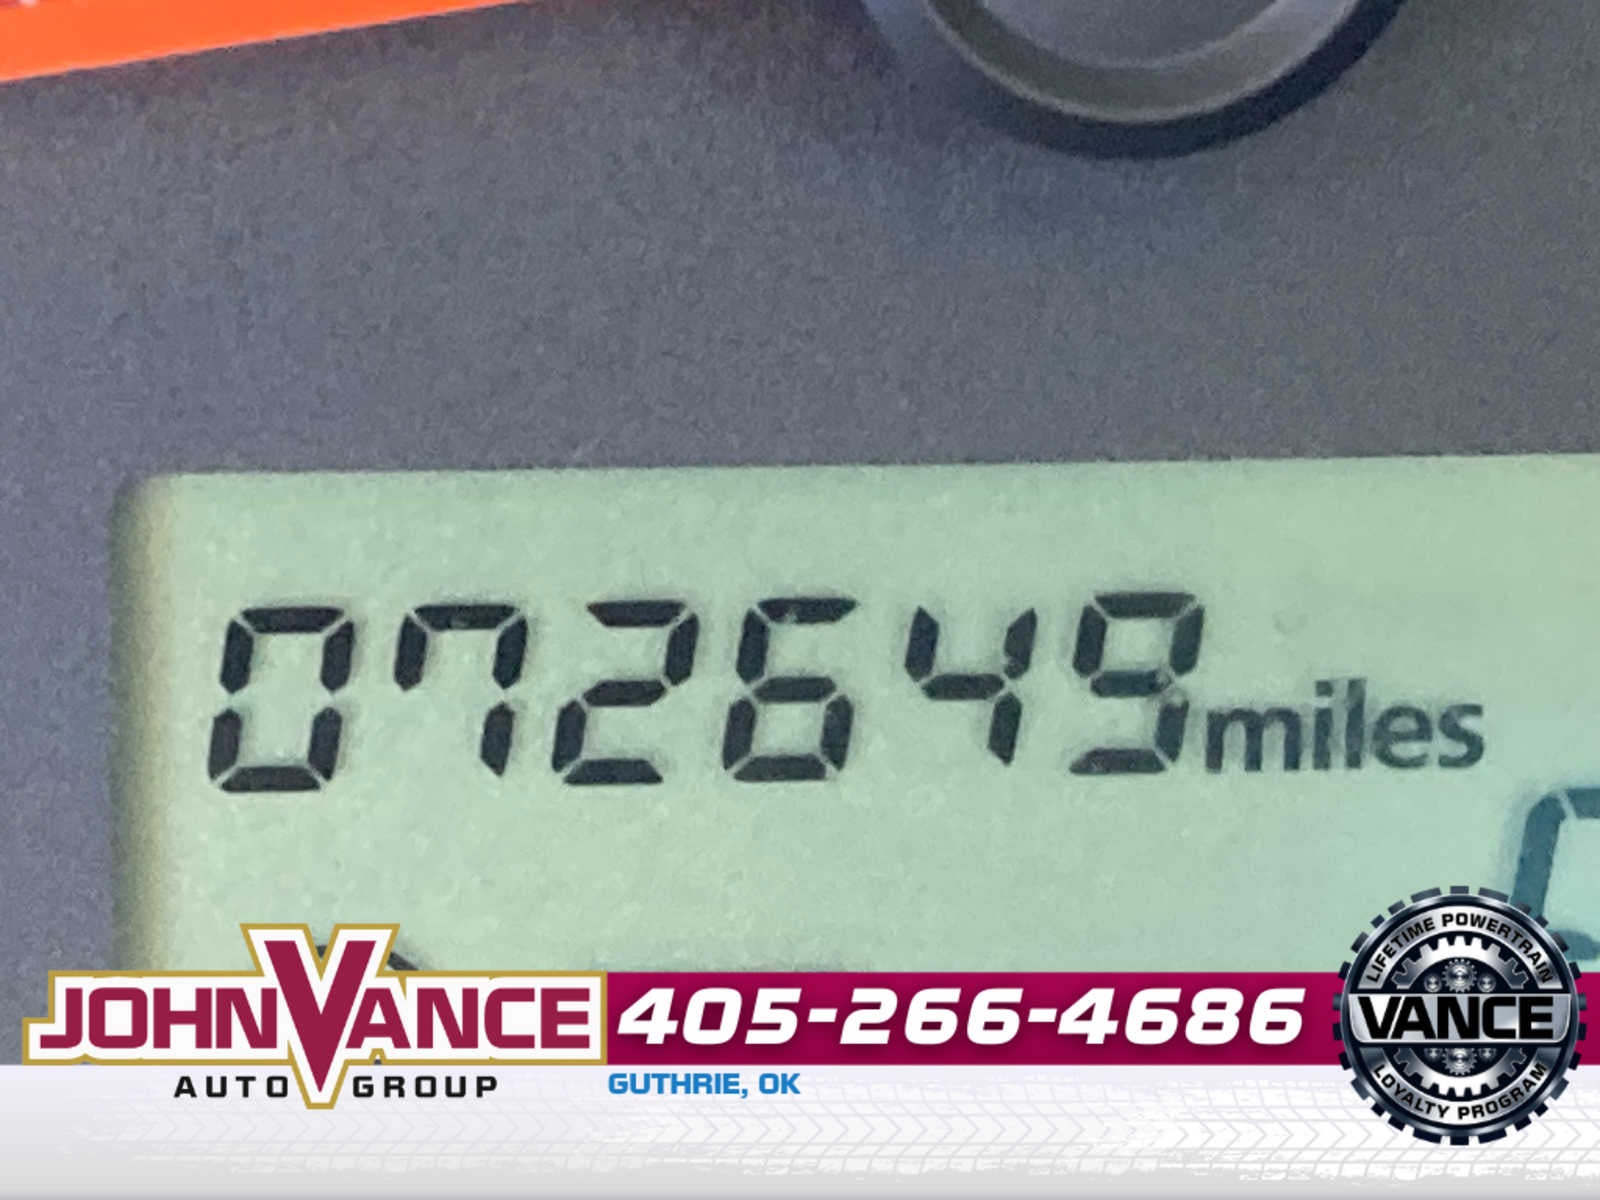 072649 miles
JOHN VANCE
AUTO GROUP
405-266-4686
GUTHRIE, OK
LIFETIME POWERTRAIN
VANCE
LOYALTY PROGRAM